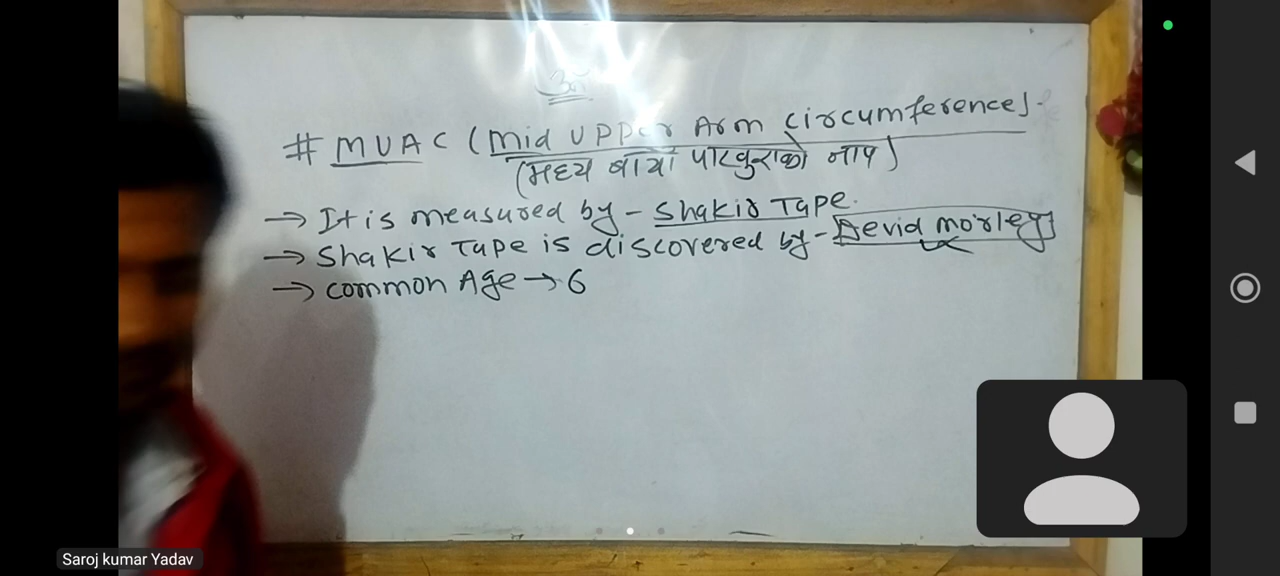 ॐ
# MUAC (Mid Upper Arm Circumference).
(मध्य बायाँ पाखुराको नाप)
→ It is measured by - Shakir Tape.
→ Shakir Tape is discovered by - Devid morley
→ common Age → 6
Saroj kumar Yadav